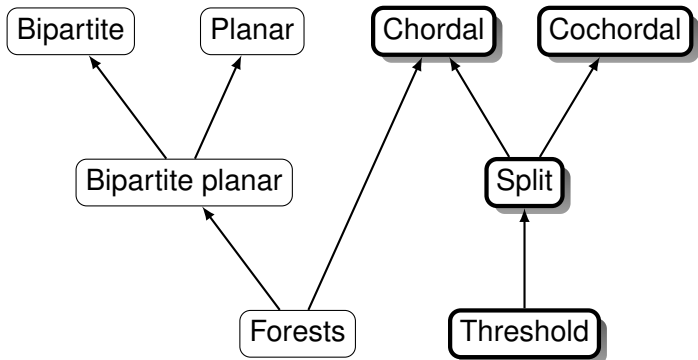 Bipartite
Planar
Chordal
Cochordal
Bipartite planar
Split
Forests
Threshold